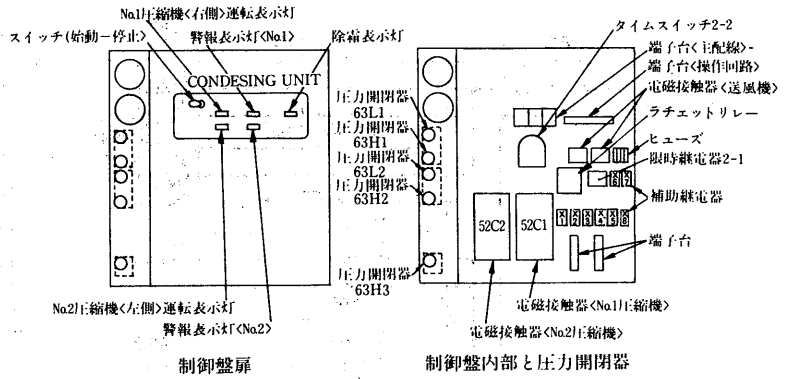 No.1圧縮機<右側>運転表示灯
スイッチ(始動ー停止)
警報表示灯<No.1>
除霜表示灯
CONDESING UNIT
No.2圧縮機<左側>運転表示灯
警報表示灯<No.2>
制御盤扉
タイムスイッチ2-2
端子台<主配線>-
端子台<操作回路>
電磁接触器<送風機>
ラチェットリレー
ヒューズ
限時継電器2-1
補助継電器
端子台
圧力開閉器
63L1
圧力開閉器
63H1
圧力開閉器
63L2
圧力開閉器
63H2
圧力開閉器
63H3
X6 X7
52C2 52C1
X1 X2 X3 X4 X5 X8
電磁接触器<No.1圧縮機>
電磁接触器<No.2圧縮機>
制御盤内部と圧力開閉器